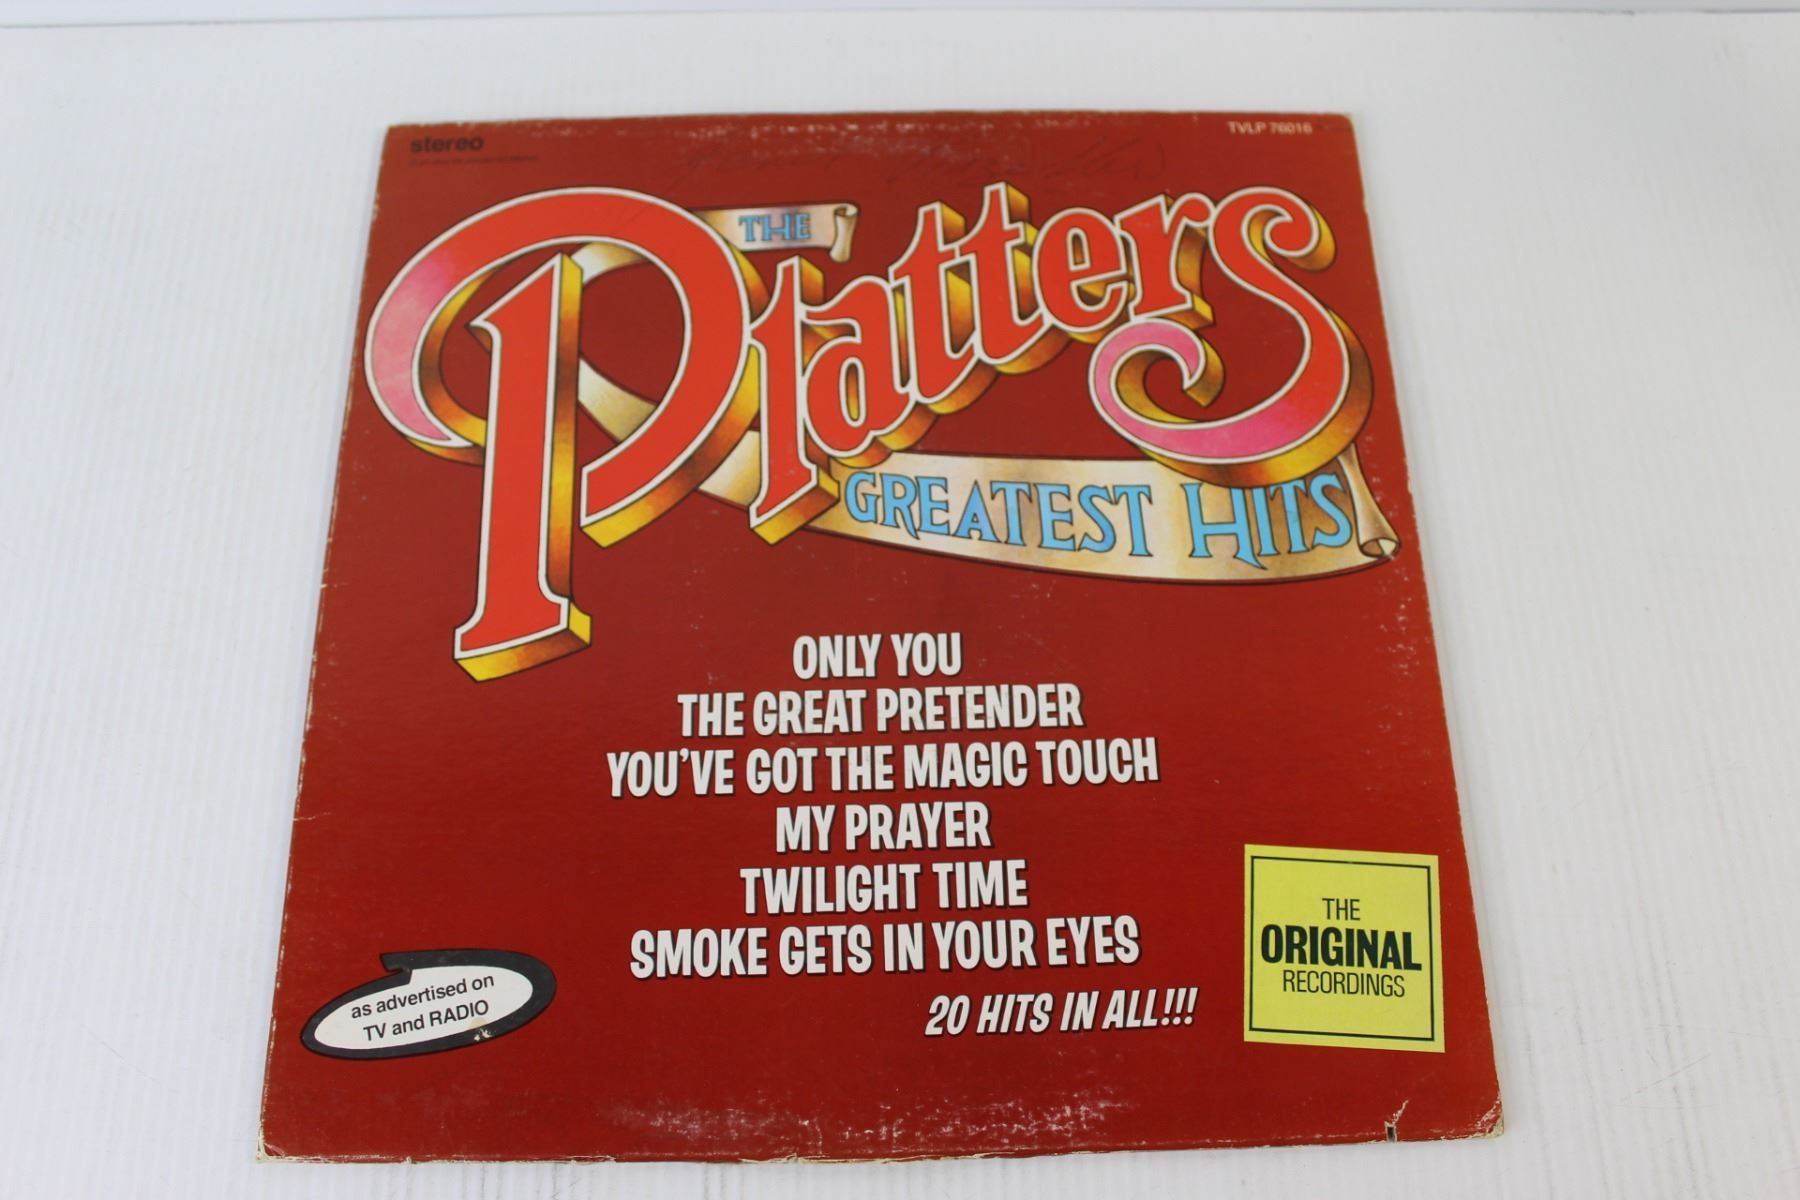 stereo
TVLP 76016
THE
Platters
GREATEST HITS
ONLY YOU
THE GREAT PRETENDER
YOU'VE GOT THE MAGIC TOUCH
MY PRAYER
TWILIGHT TIME
SMOKE GETS IN YOUR EYES
20 HITS IN ALL!!!
as advertised on
TV and RADIO
THE
ORIGINAL
RECORDINGS